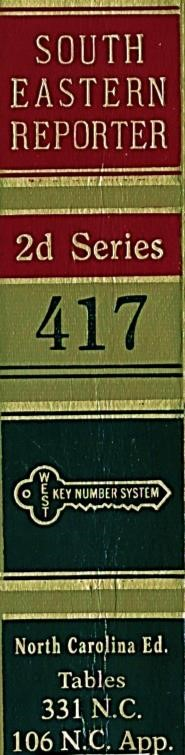 SOUTH
EASTERN
REPORTER
2d Series
417
WEST
KEY NUMBER SYSTEM
North Carolina Ed.
Tables
331 N.C.
106 N.C. App.